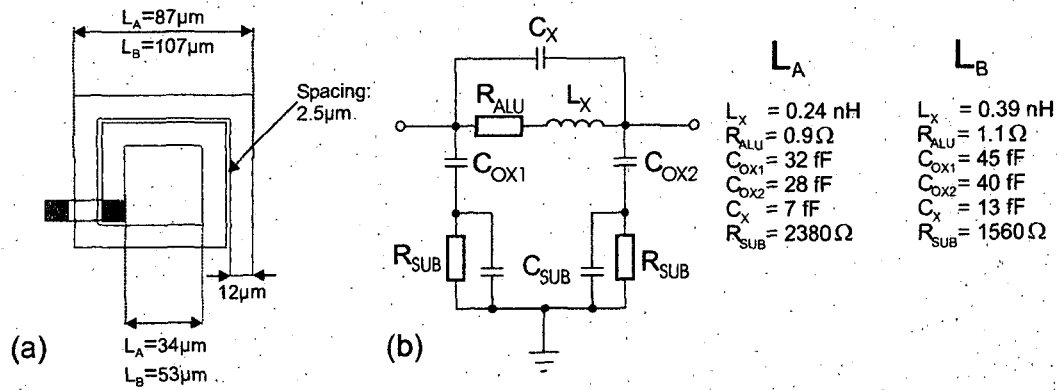 L_A=87µm
L_B=107µm
Spacing:
2.5µm
12µm
L_A=34µm
L_B=53µm
(a)
C_X
R_ALU L_X
C_OX1 C_OX2
R_SUB C_SUB R_SUB
(b)
L_A
L_X = 0.24 nH
R_ALU= 0.9Ω
C_OX1= 32 fF
C_OX2= 28 fF
C_X = 7 fF
R_SUB= 2380Ω
L_B
L_X = 0.39 nH
R_ALU= 1.1Ω
C_OX1= 45 fF
C_OX2= 40 fF
C_X = 13 fF
R_SUB= 1560Ω